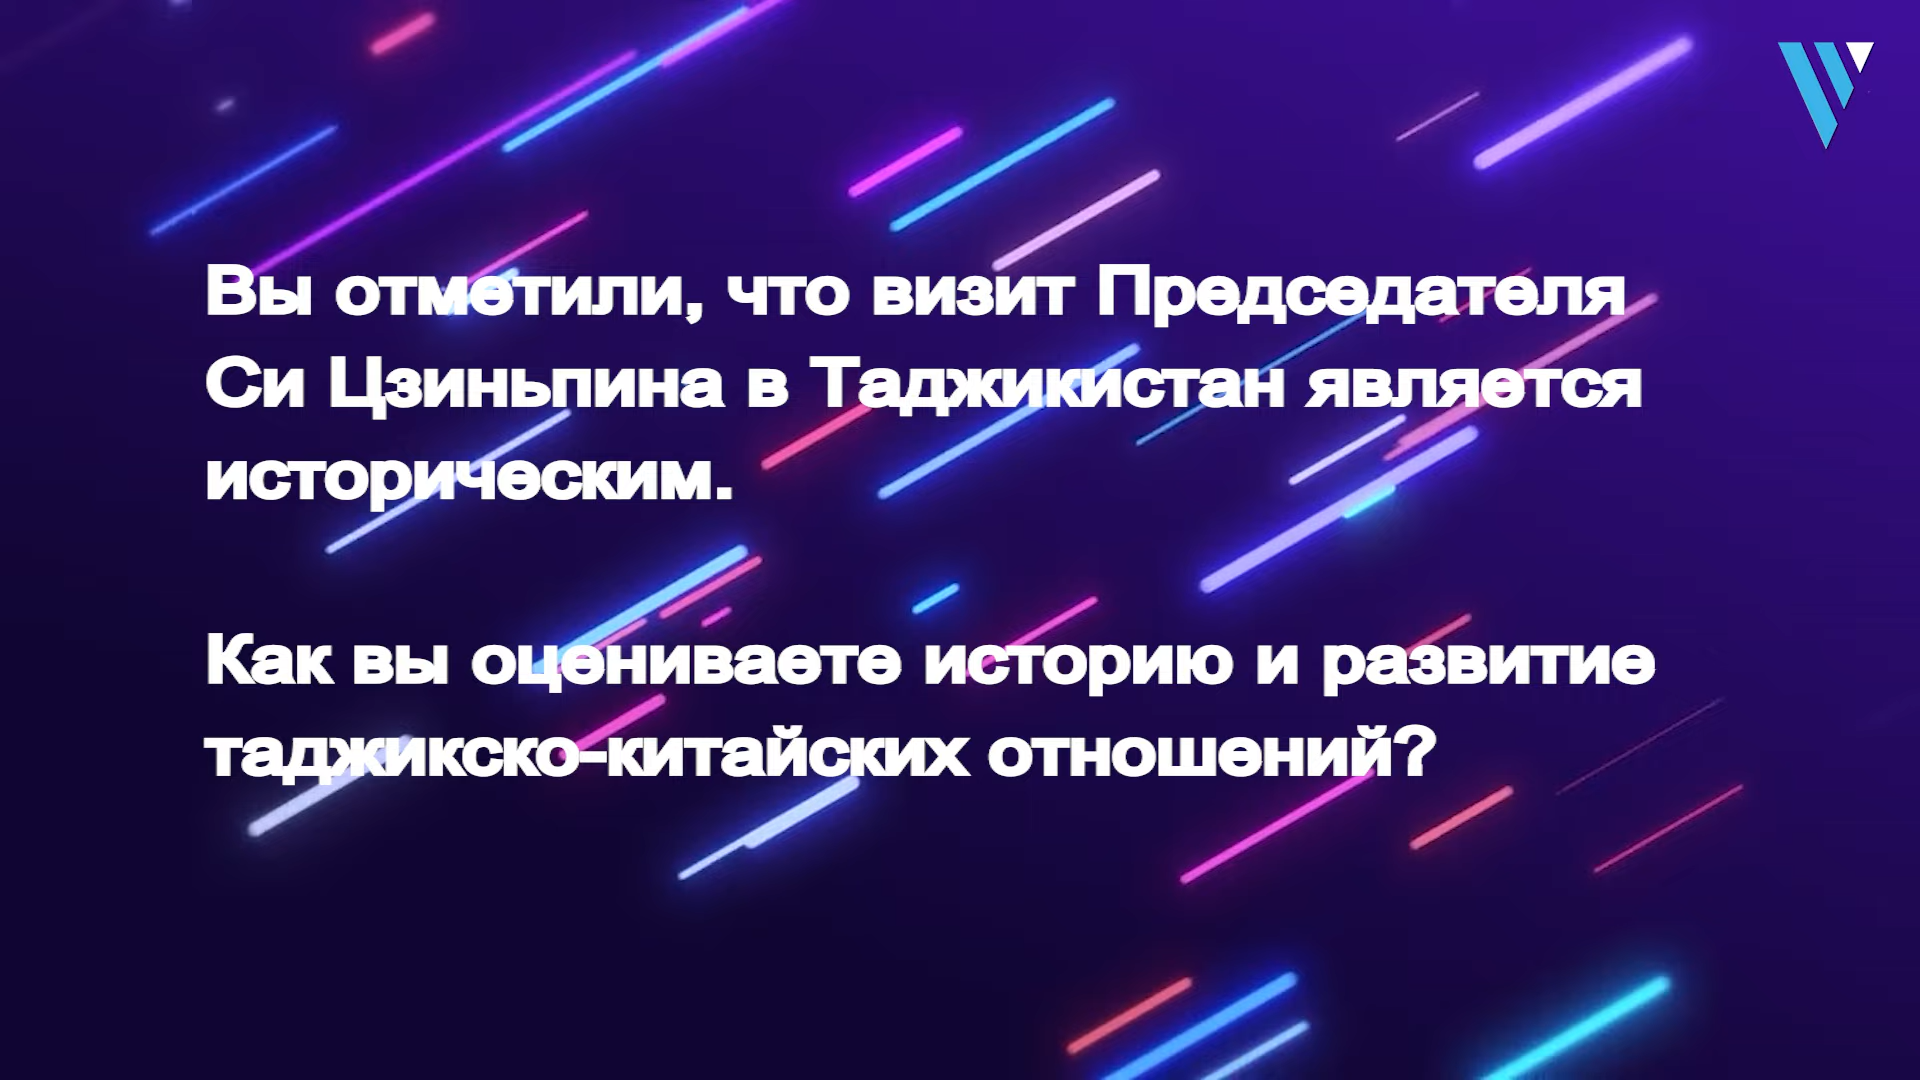 Вы отметили, что визит Председателя
Си Цзиньпина в Таджикистан является
историческим.
Как вы оцениваете историю и развитие
таджикско-китайских отношений?